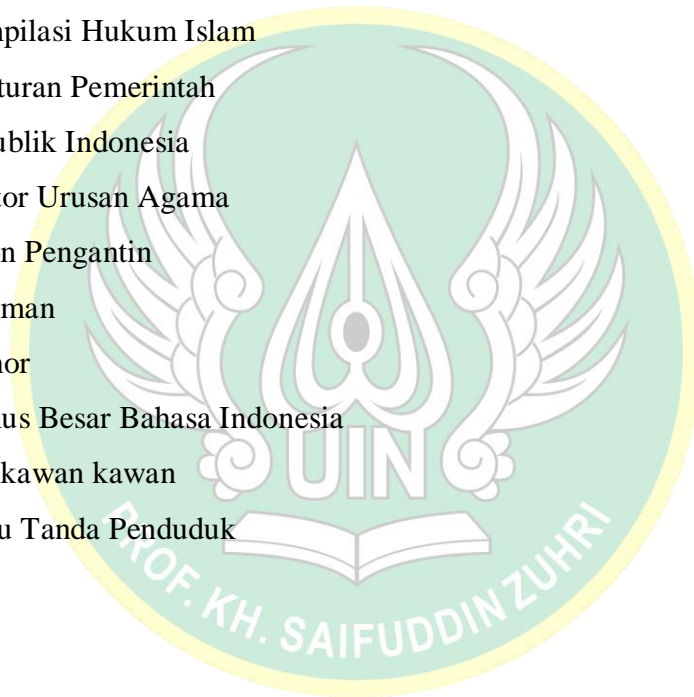 npilasi Hukum Islam
turan Pemerintah
ublik Indonesia
tor Urusan Agama
n Pengantin
man
nor
us Besar Bahasa Indonesia
kawan kawan
u Tanda Penduduk
UIN
PROF. KH. SAIFUDDIN ZUHRI